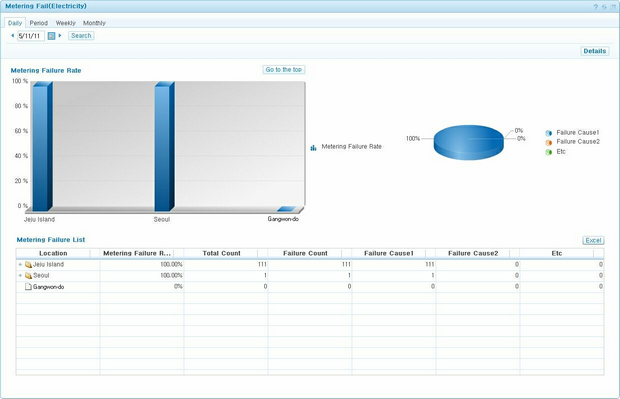 Metering Fail(Electricity)
Daily Period Weekly Monthly
5/11/11 Search
Details
Metering Failure Rate Go to the top
100 %
80 %
60 %
40 %
20 %
0 %
Jeju Island Seoul Gangwon-do
Metering Failure Rate
100% 0% 0%
Failure Cause1
Failure Cause2
Etc
Metering Failure List Excel
Location Metering Failure R... Total Count Failure Count Failure Cause1 Failure Cause2 Etc
Jeju Island 100.00% 111 111 111 0 0
Seoul 100.00% 1 1 1 0 0
Gangwon-do 0% 0 0 0 0 0